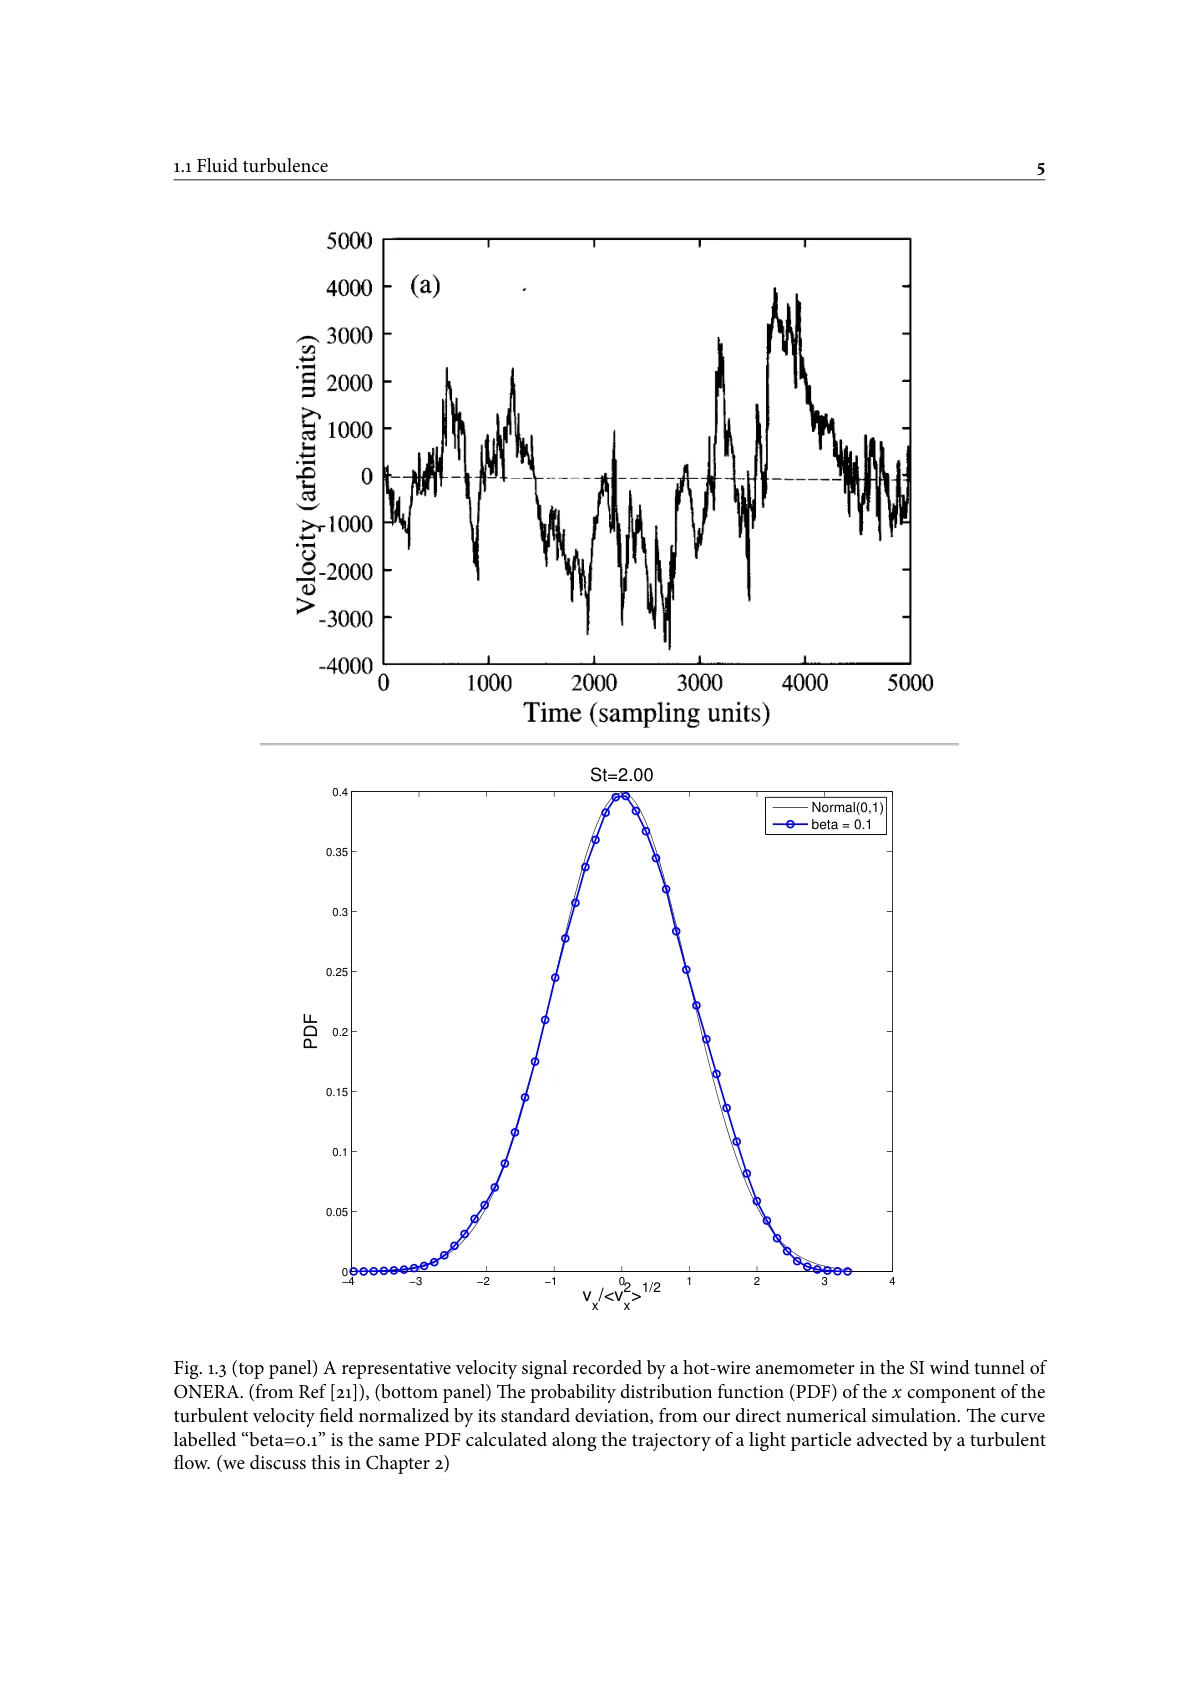 1.1 Fluid turbulence 5
5000
4000
3000
2000
1000
0
-1000
-2000
-3000
-4000
(a)
Velocity (arbitrary units)
0 1000 2000 3000 4000 5000
Time (sampling units)
St=2.00
0.4
0.35
0.3
0.25
0.2
0.15
0.1
0.05
0
Normal(0,1)
beta = 0.1
PDF
−4 −3 −2 −1 0 1 2 3 4
v_x/<v_x^2>^1/2
Fig. 1.3 (top panel) A representative velocity signal recorded by a hot-wire anemometer in the SI wind tunnel of
ONERA. (from Ref [21]), (bottom panel) The probability distribution function (PDF) of the x component of the
turbulent velocity field normalized by its standard deviation, from our direct numerical simulation. The curve
labelled “beta=0.1” is the same PDF calculated along the trajectory of a light particle advected by a turbulent
flow. (we discuss this in Chapter 2)